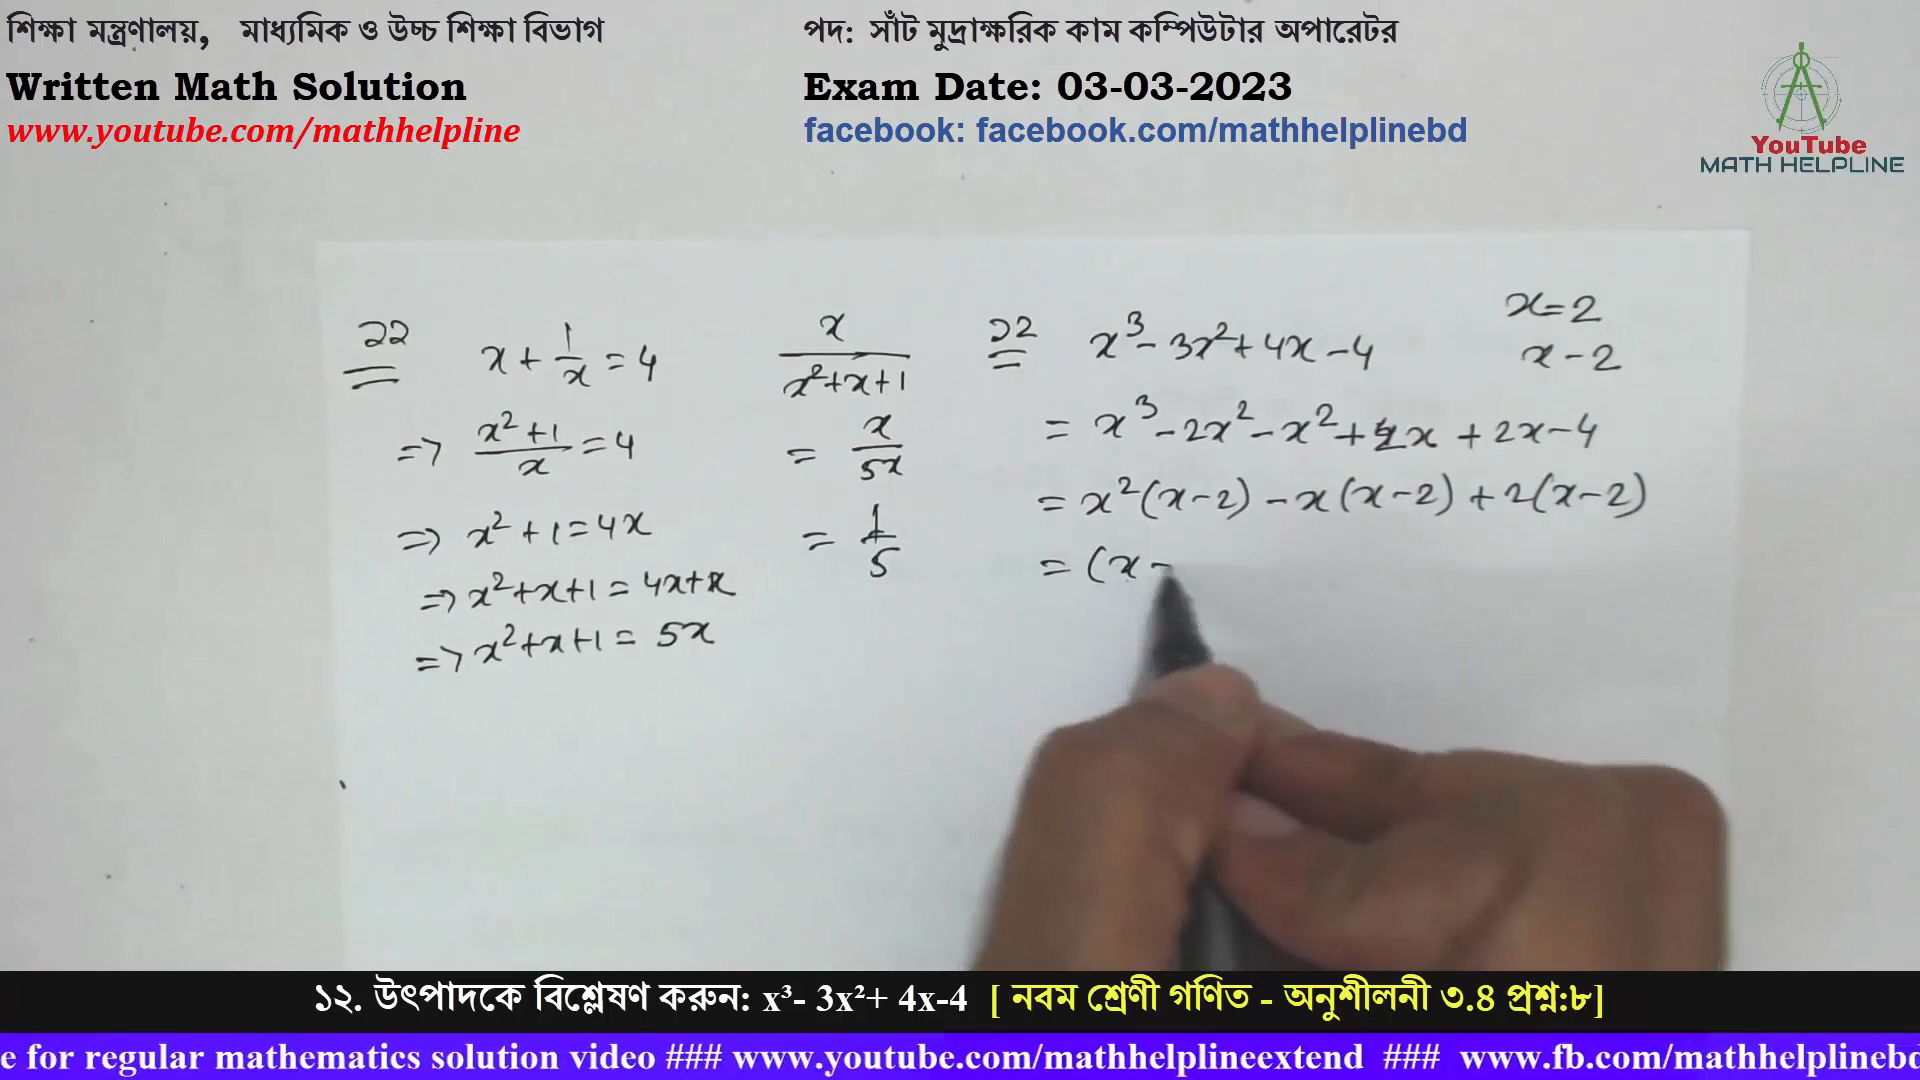 শিক্ষা মন্ত্রণালয়, মাধ্যমিক ও উচ্চ শিক্ষা বিভাগ
পদ: সাঁট মুদ্রাক্ষরিক কাম কম্পিউটার অপারেটর
Written Math Solution
Exam Date: 03-03-2023
www.youtube.com/mathhelpline
facebook: facebook.com/mathhelplinebd
YouTube
MATH HELPLINE
১১ x + 1/x = 4
=> (x²+1)/x = 4
=> x²+1=4x
=> x²+x+1 = 4x+x
=> x²+x+1 = 5x
x/(x²+x+1)
= x/5x
= 1/5
১২ x³-3x²+4x-4
x=2
x-2
= x³-2x²-x²+2x+2x-4
= x²(x-2)-x(x-2)+2(x-2)
= (x-
১২. উৎপাদকে বিশ্লেষণ করুন: x³- 3x²+ 4x-4 [ নবম শ্রেণী গণিত - অনুশীলনী ৩.৪ প্রশ্ন:৮]
e for regular mathematics solution video ### www.youtube.com/mathhelplineextend ### www.fb.com/mathhelplinebd